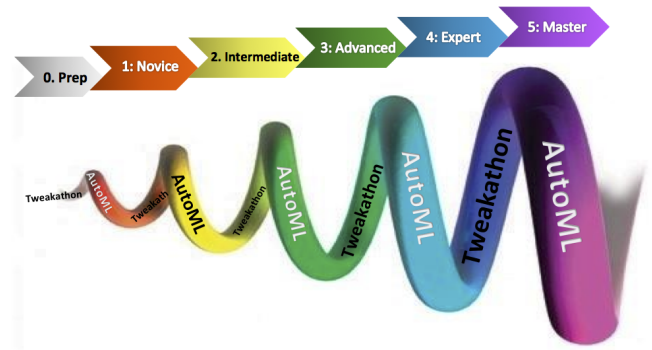 0. Prep
1: Novice
2. Intermediate
3: Advanced
4: Expert
5: Master
Tweakathon
AutoML
Tweakath
AutoML
Tweakathon
AutoML
Tweakathon
AutoML
Tweakathon
AutoML